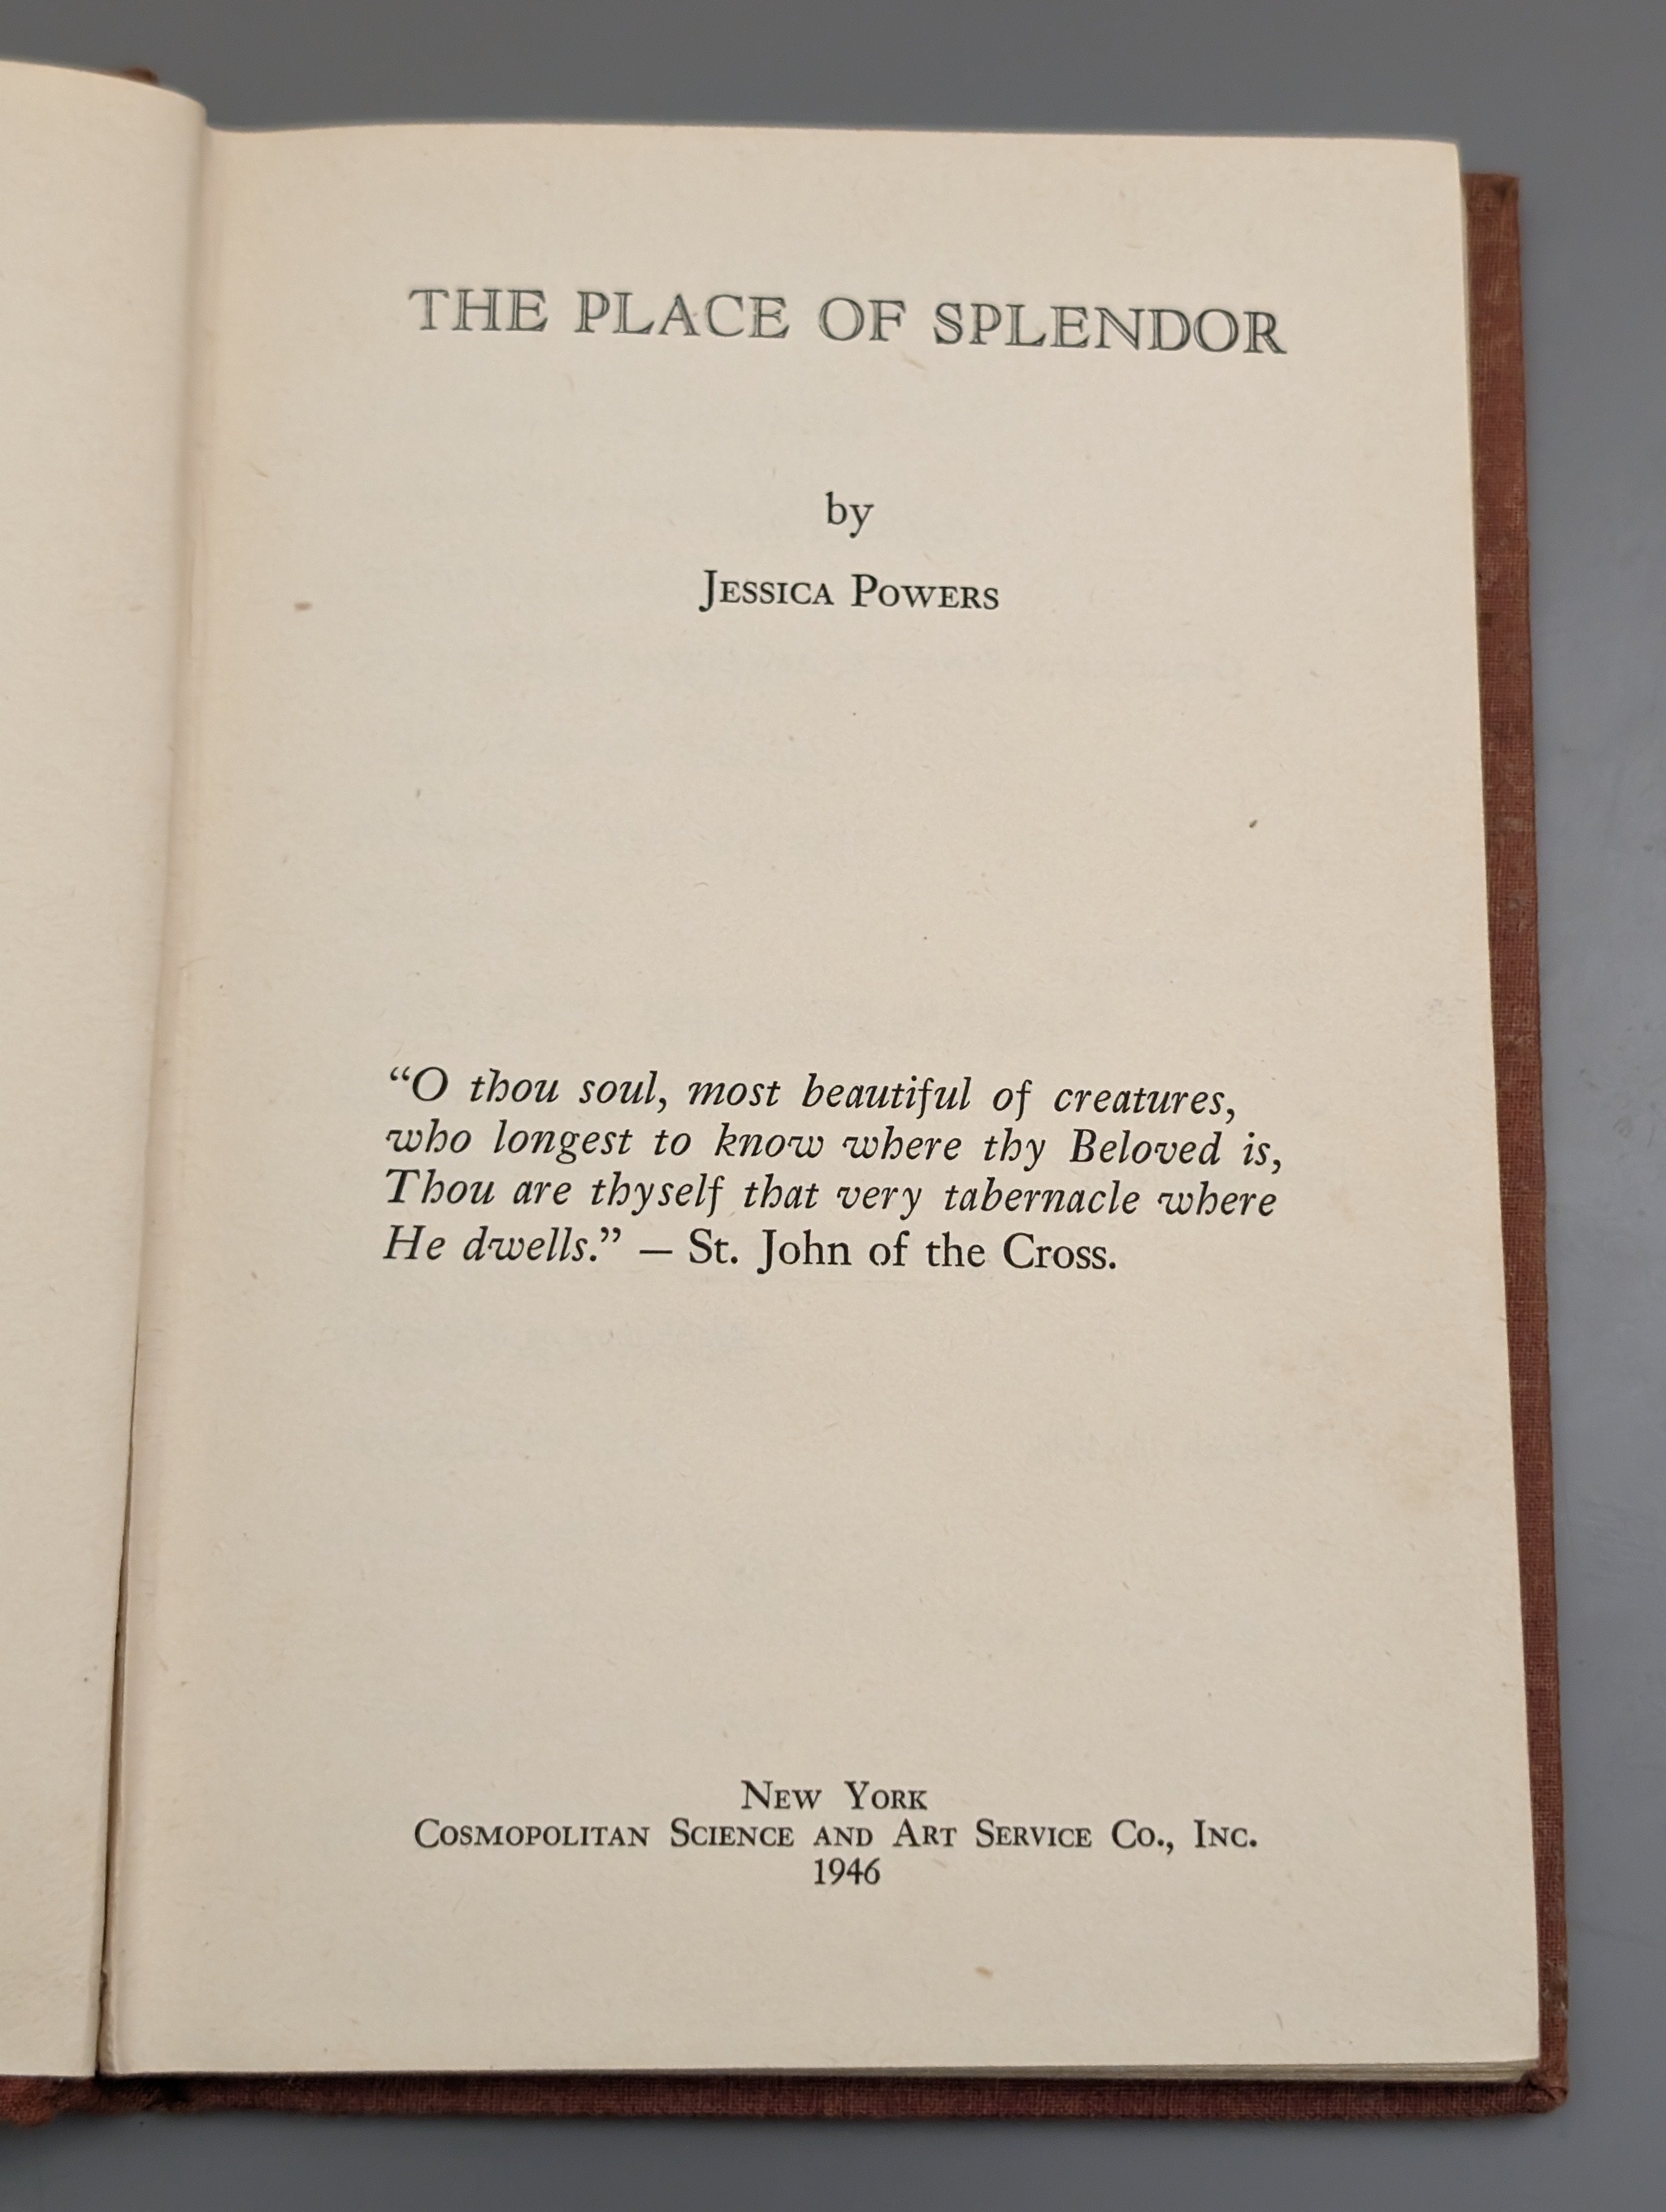 THE PLACE OF SPLENDOR
by
JESSICA POWERS
“O thou soul, most beautiful of creatures,
who longest to know where thy Beloved is,
Thou are thyself that very tabernacle where
He dwells.” — St. John of the Cross.
NEW YORK
COSMOPOLITAN SCIENCE AND ART SERVICE CO., INC.
1946